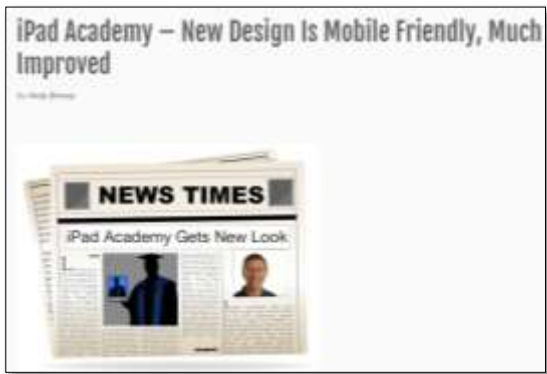 iPad Academy – New Design Is Mobile Friendly, Much
Improved
NEWS TIMES
iPad Academy Gets New Look